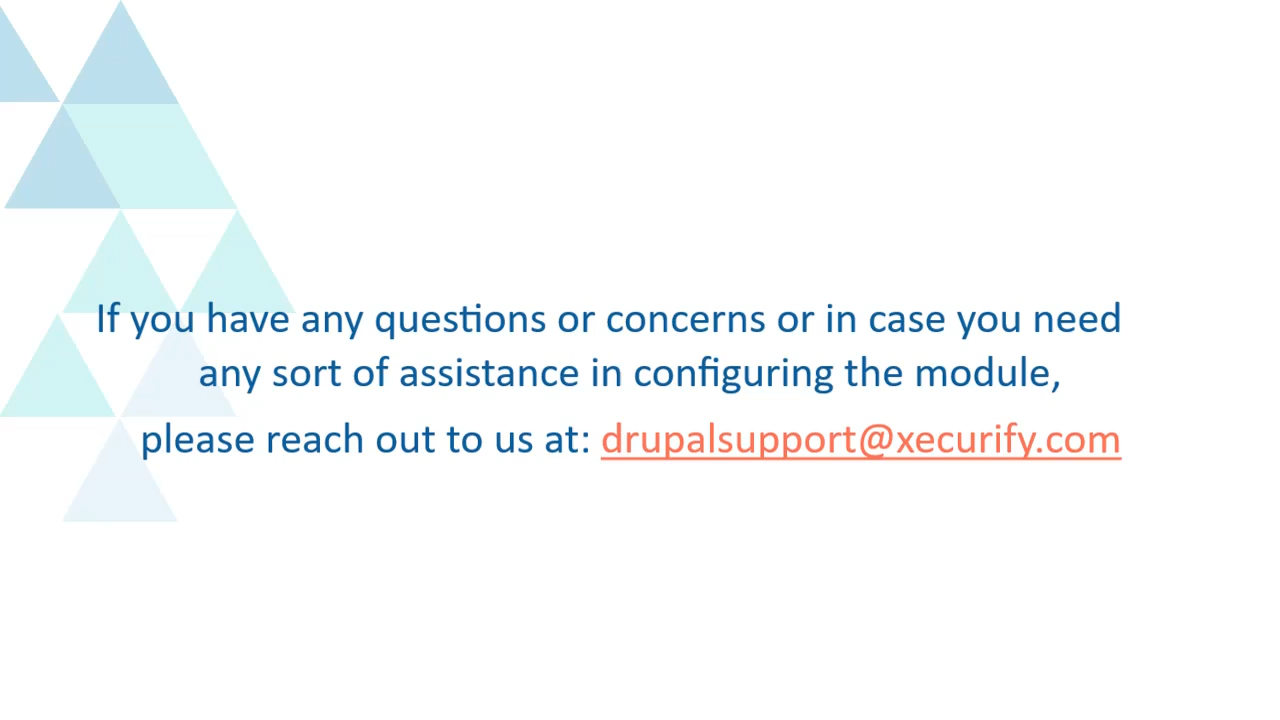 If you have any questions or concerns or in case you need
any sort of assistance in configuring the module,
please reach out to us at: drupalsupport@xecurify.com